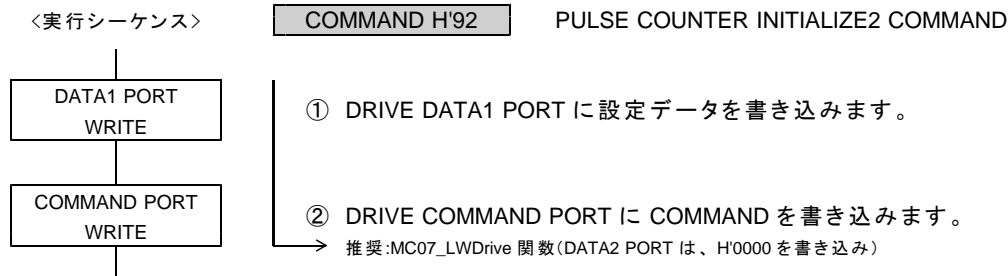 <実行シーケンス>
COMMAND H'92
PULSE COUNTER INITIALIZE2 COMMAND
DATA1 PORT
WRITE
① DRIVE DATA1 PORT に設定データを書き込みます。
COMMAND PORT
WRITE
② DRIVE COMMAND PORT に COMMAND を書き込みます。
推奨:MC07_LWDrive 関数(DATA2 PORT は、H'0000 を書き込み)